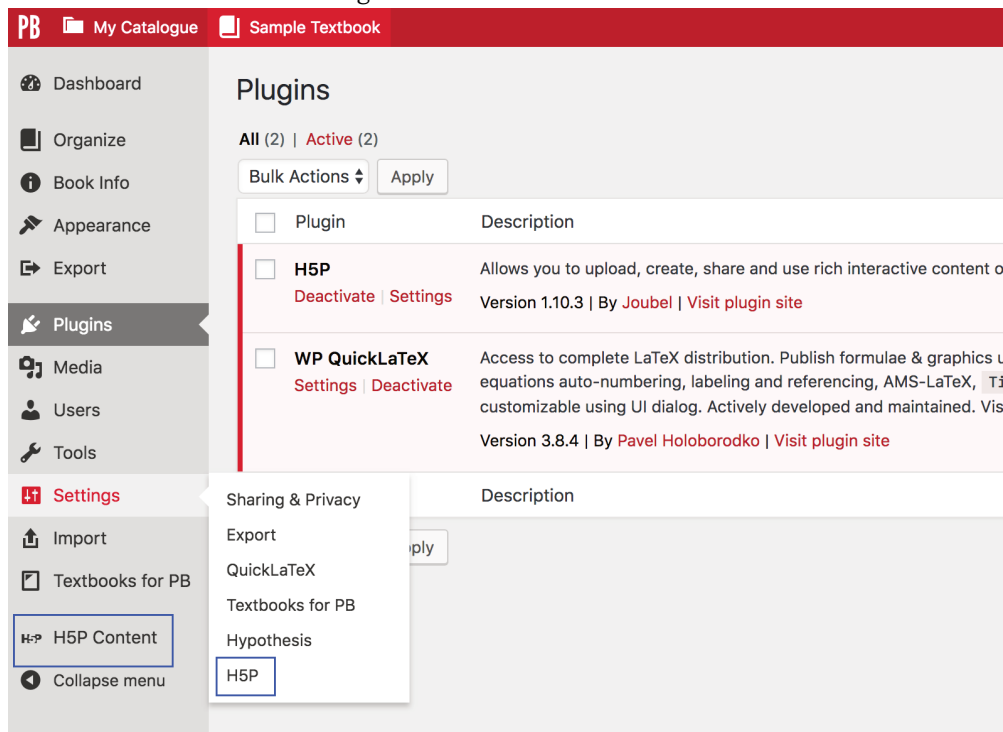 PB My Catalogue Sample Textbook
Dashboard
Organize
Book Info
Appearance
Export
Plugins
Media
Users
Tools
Settings
Import
Textbooks for PB
H5P H5P Content
Collapse menu
Plugins
All (2) | Active (2)
Bulk Actions Apply
Plugin Description
H5P
Deactivate | Settings
Allows you to upload, create, share and use rich interactive content
Version 1.10.3 | By Joubel | Visit plugin site
WP QuickLaTeX
Settings | Deactivate
Access to complete LaTeX distribution. Publish formulae & graphics
equations auto-numbering, labeling and referencing, AMS-LaTeX,
customizable using UI dialog. Actively developed and maintained.
Version 3.8.4 | By Pavel Holoborodko | Visit plugin site
Description
Sharing & Privacy
Export
QuickLaTeX
Textbooks for PB
Hypothesis
H5P